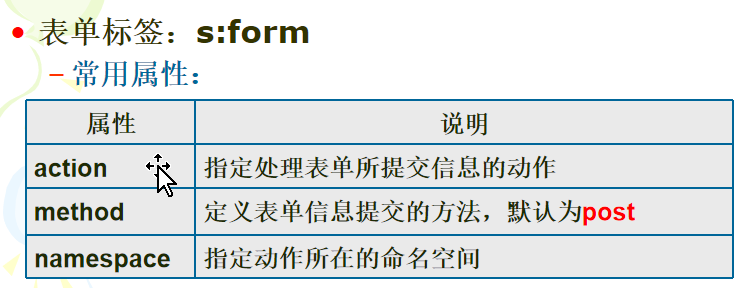 • 表单标签：s:form
– 常用属性：
属性 说明
action 指定处理表单所提交信息的动作
method 定义表单信息提交的方法，默认为post
namespace 指定动作所在的命名空间